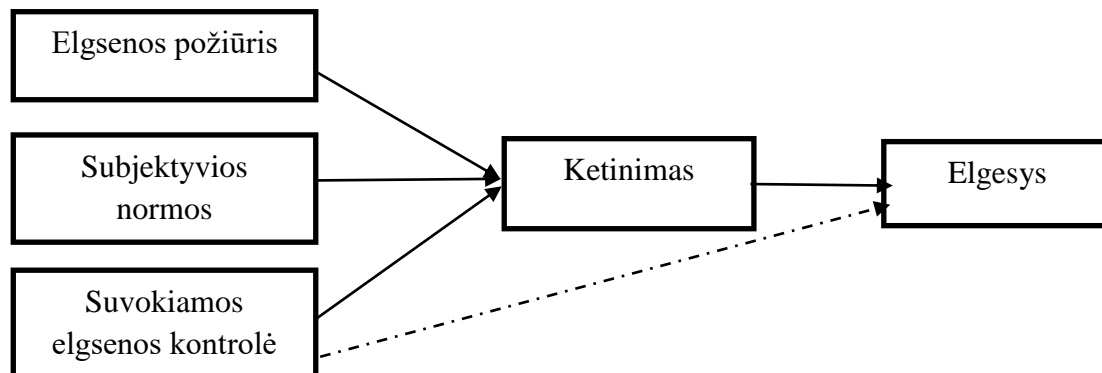 Elgsenos požiūris
Subjektyvios
normos
Suvokiamos
elgsenos kontrolė
Ketinimas
Elgesys